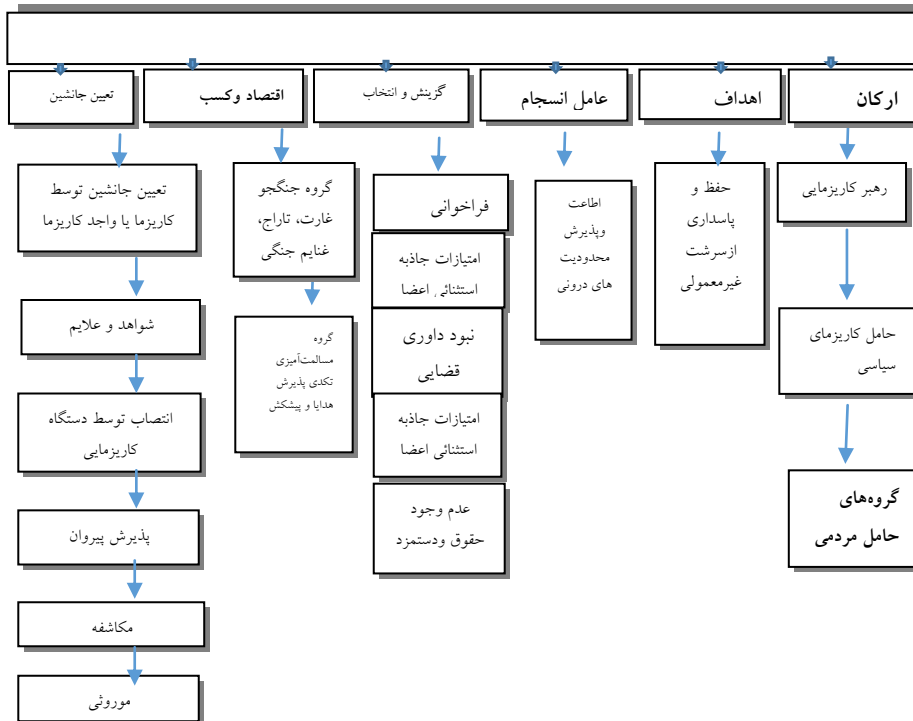 ارکان
اهداف
عامل انسجام
گزینش و انتخاب
اقتصاد وکسب
تعیین جانشین
رهبر کاریزمایی
حامل کاریزمای
سیاسی
گروه‌های
حامل مردمی
حفظ و
پاسداری
ازسرشت
غیرمعمولی
اطاعت
وپذیرش
محدودیت
های درونی
فراخوانی
امتیازات جاذبه
استثنائی اعضا
نبود داوری
قضایی
امتیازات جاذبه
استثنائی اعضا
عدم وجود
حقوق ودستمزد
گروه جنگجو
غارت، تاراج،
غنایم جنگی
گروه
مسالمت‌آمیزی
تکدی پذیرش
هدایا و پیشکش
تعیین جانشین توسط
کاریزما یا واجد کاریزما
شواهد و علایم
انتصاب توسط دستگاه
کاریزمایی
پذیرش پیروان
مکاشفه
موروثی